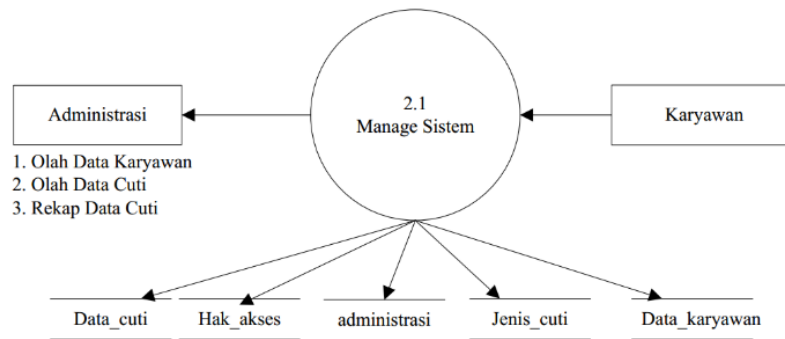 2.1
Manage Sistem
Administrasi
Karyawan
1. Olah Data Karyawan
2. Olah Data Cuti
3. Rekap Data Cuti
Data_cuti
Hak_akses
administrasi
Jenis_cuti
Data_karyawan